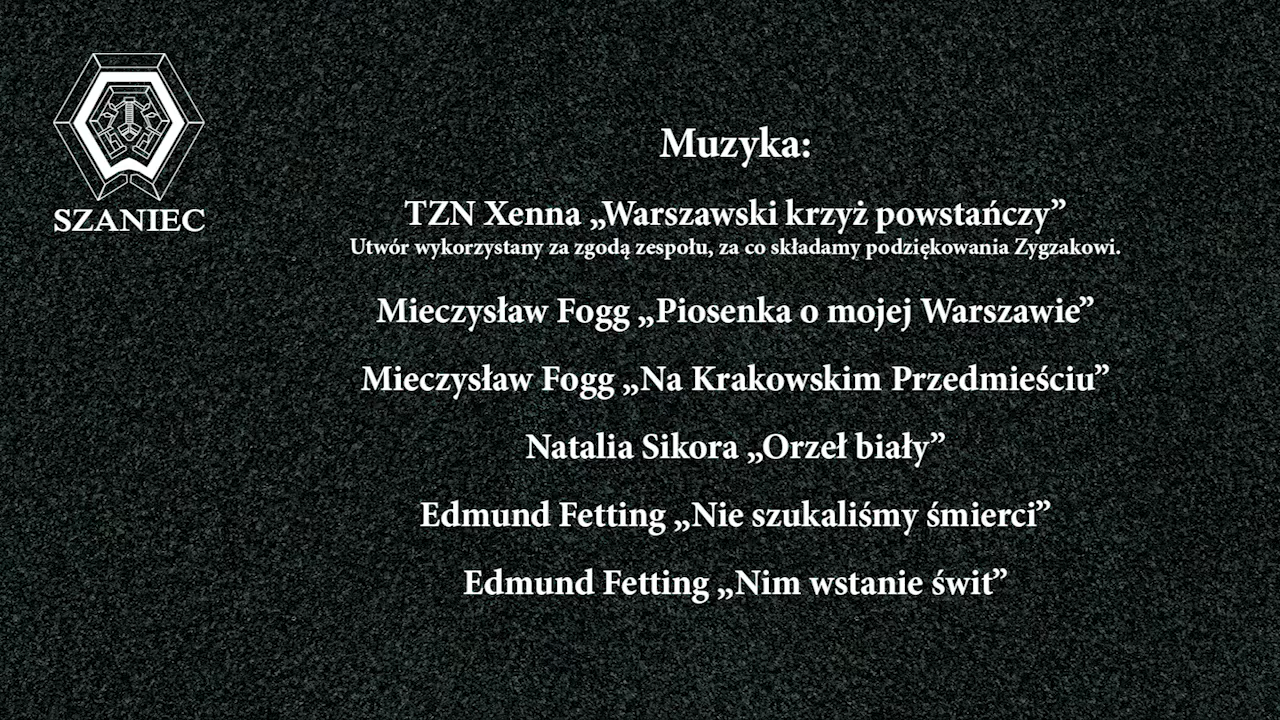 SZANIEC
Muzyka:
TZN Xenna „Warszawski krzyż powstańczy”
Utwór wykorzystany za zgodą zespołu, za co składamy podziękowania Zygzakowi.
Mieczysław Fogg „Piosenka o mojej Warszawie”
Mieczysław Fogg „Na Krakowskim Przedmieściu”
Natalia Sikora „Orzeł biały”
Edmund Fetting „Nie szukaliśmy śmierci”
Edmund Fetting „Nim wstanie świt”